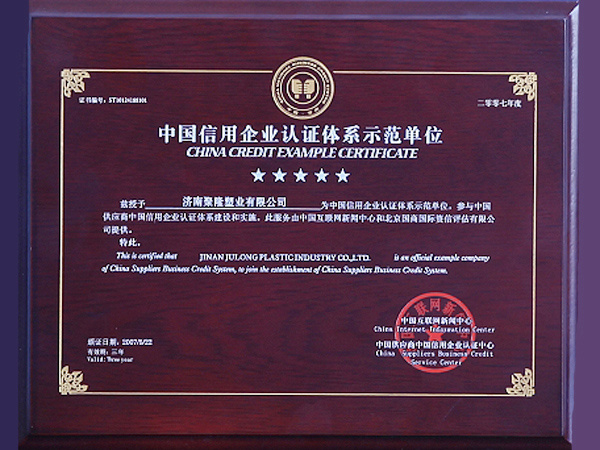 二零零七年度
中国信用企业认证体系示范单位
CHINA CREDIT EXAMPLE CERTIFICATE
兹授予 济南聚隆塑业有限公司 为中国信用企业认证体系示范单位。参与中国
供应商中国信用企业认证体系建设和实施。此服务由中国互联网新闻中心和北京国商国际资信评估有限公
司提供。
特此。
This is certified that JINAN JULONG PLASTIC INDUSTRY CO.,LTD. is an official example company
of China Suppliers Business Credit System, to join the establishment of China Suppliers Business Credit System.
中国互联网新闻中心
China Internet Information Center
中国供应商中国信用企业认证中心
China Suppliers Business Credit
Service Center
颁证日期: 2007/5/22
有效期: 三年
Valid: Three year